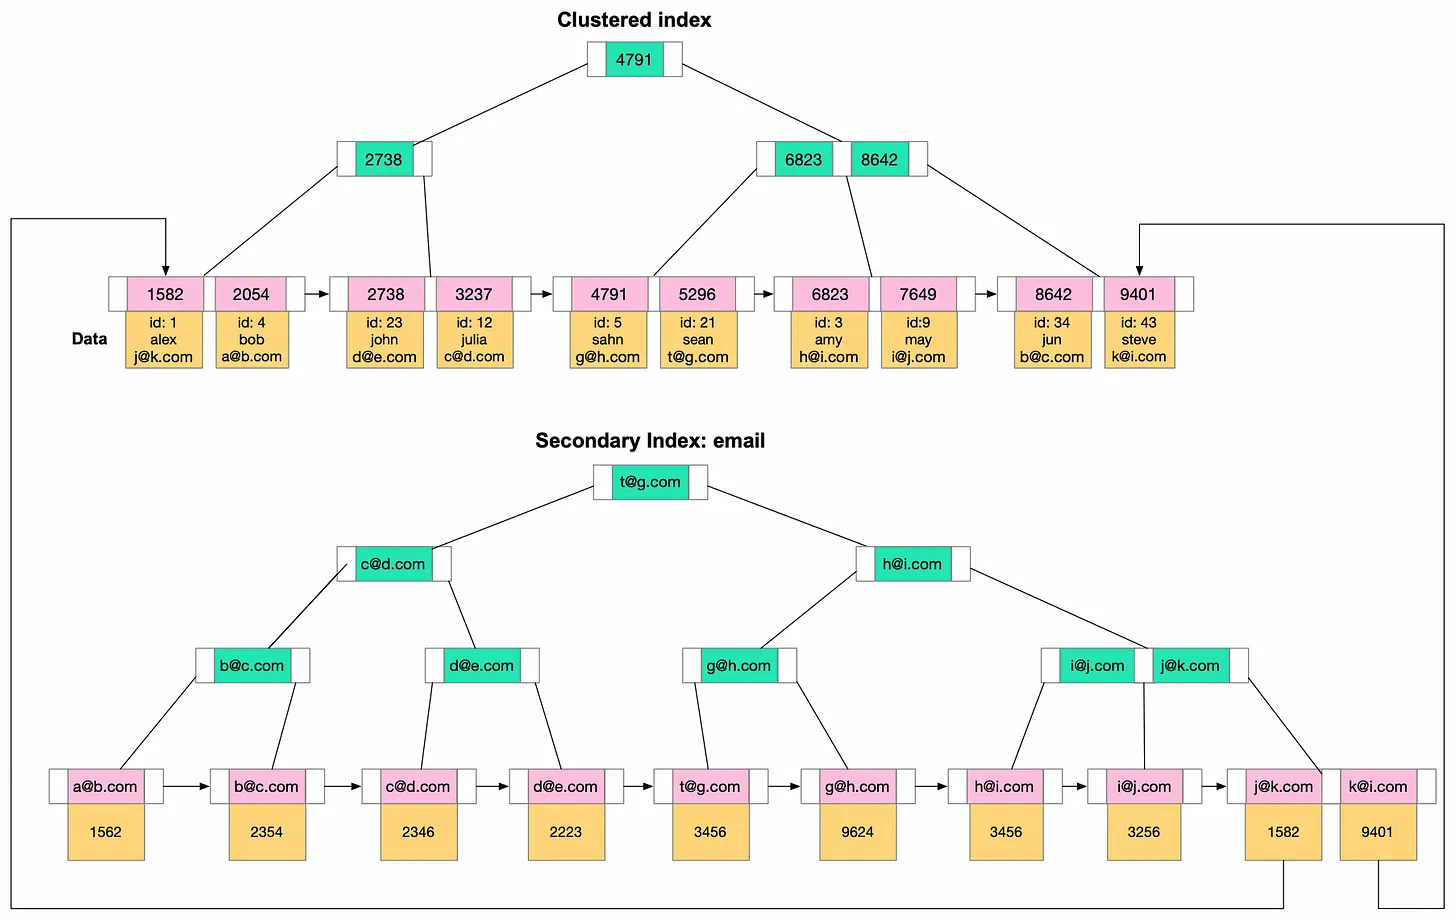 Clustered index
4791
2738
6823 8642
1582 2054 2738 3237 4791 5296 6823 7649 8642 9401
Data
id: 1
alex
j@k.com
id: 4
bob
a@b.com
id: 23
john
d@e.com
id: 12
julia
c@d.com
id: 5
sahn
g@h.com
id: 21
sean
t@g.com
id: 3
amy
h@i.com
id:9
may
i@j.com
id: 34
jun
b@c.com
id: 43
steve
k@i.com
Secondary Index: email
t@g.com
c@d.com h@i.com
b@c.com d@e.com g@h.com i@j.com j@k.com
a@b.com b@c.com c@d.com d@e.com t@g.com g@h.com h@i.com i@j.com j@k.com k@i.com
1562 2354 2346 2223 3456 9624 3456 3256 1582 9401